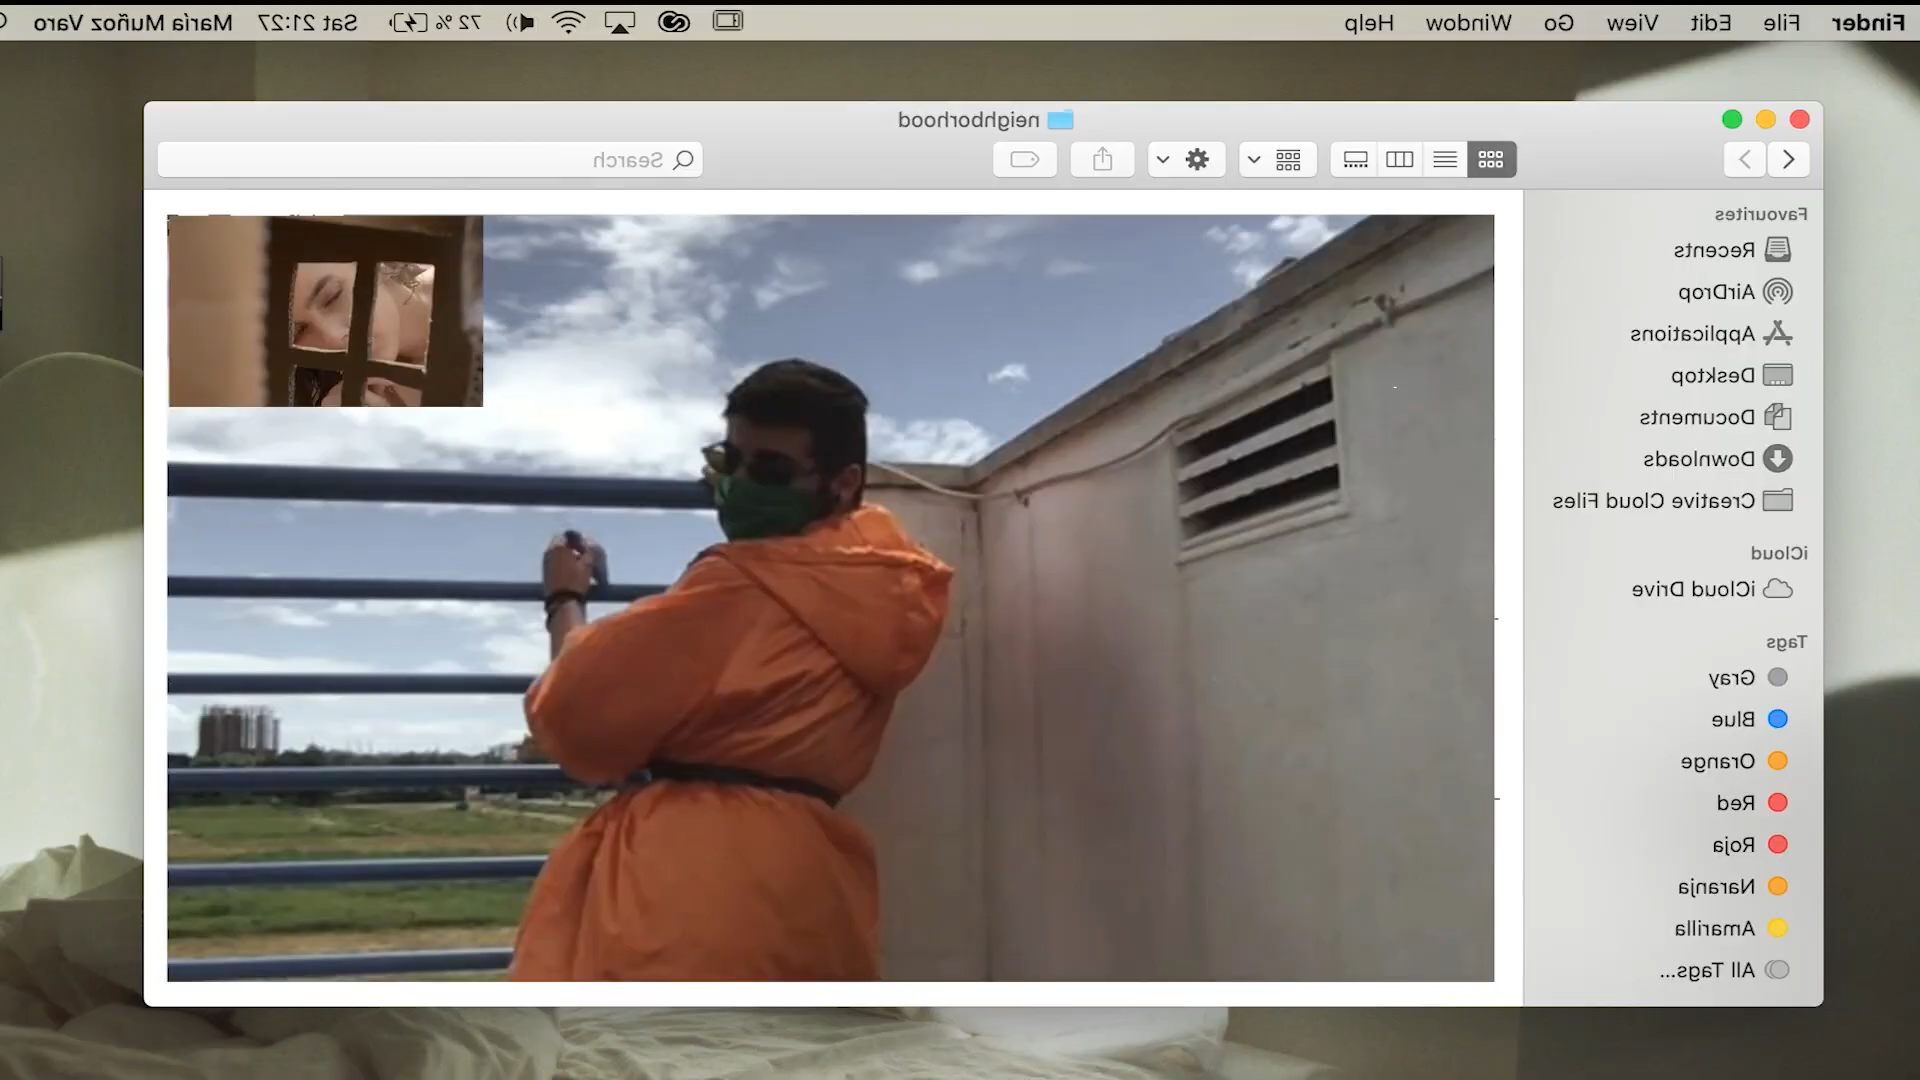 Finder File Edit View Go Window Help 72 % Sat 21:27 María Muñoz Varo
neighborhood
Search
Favourites
Recents
AirDrop
Applications
Desktop
Documents
Downloads
Creative Cloud Files
iCloud
iCloud Drive
Tags
Gray
Blue
Orange
Red
Roja
Naranja
Amarilla
All Tags...